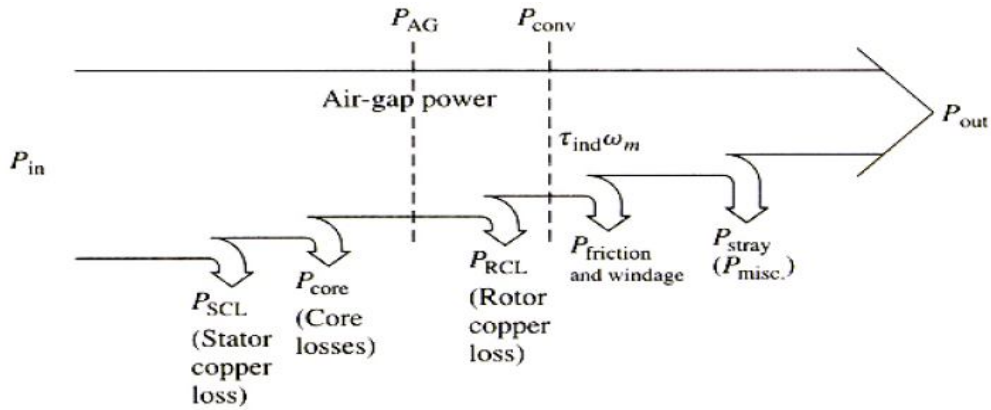 P_AG
P_conv
Air-gap power
P_out
τ_ind ω_m
P_in
P_SCL
(Stator
copper
loss)
P_core
(Core
losses)
P_RCL
(Rotor
copper
loss)
P_friction
and windage
P_stray
(P_misc.)